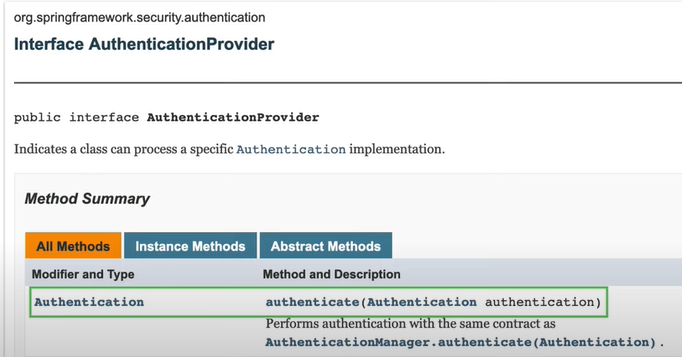 org.springframework.security.authentication
Interface AuthenticationProvider
public interface AuthenticationProvider
Indicates a class can process a specific Authentication implementation.
Method Summary
All Methods Instance Methods Abstract Methods
Modifier and Type Method and Description
Authentication authenticate(Authentication authentication)
Performs authentication with the same contract as
AuthenticationManager.authenticate(Authentication).